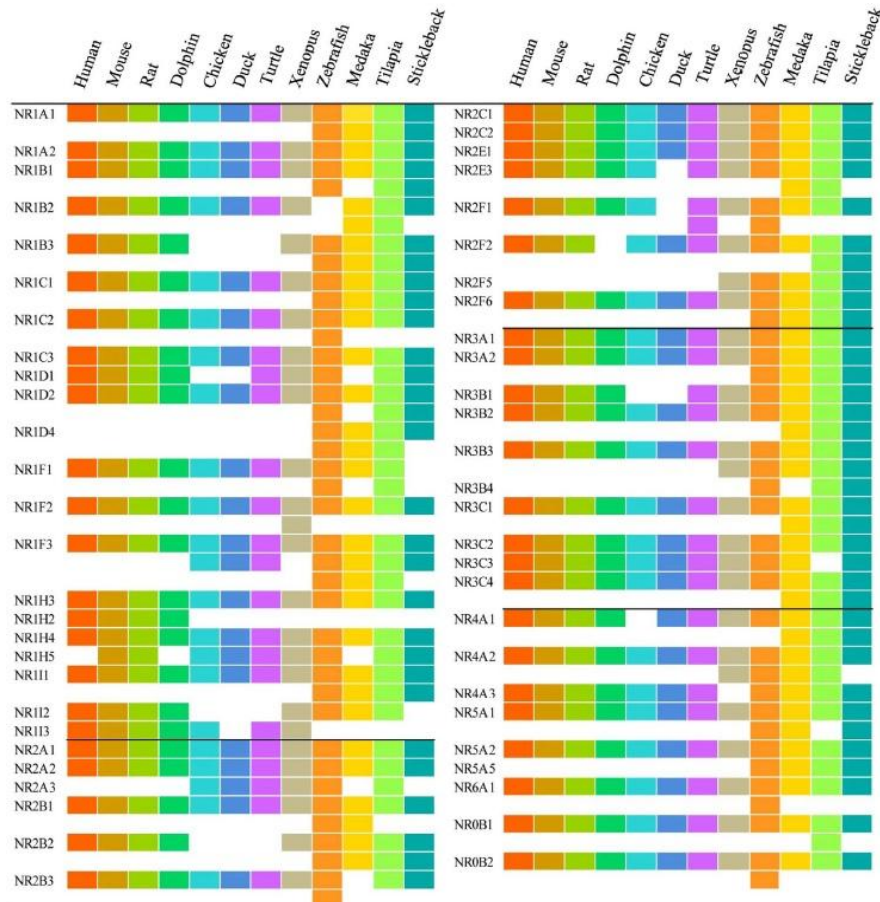 Human Mouse Rat Dolphin Chicken Duck Turtle Xenopus Zebrafish Medaka Tilapia Stickleback
NR1A1
NR1A2
NR1B1
NR1B2
NR1B3
NR1C1
NR1C2
NR1C3
NR1D1
NR1D2
NR1D4
NR1F1
NR1F2
NR1F3
NR1H3
NR1H2
NR1H4
NR1H5
NR1I1
NR1I2
NR1I3
NR2A1
NR2A2
NR2A3
NR2B1
NR2B2
NR2B3
Human Mouse Rat Dolphin Chicken Duck Turtle Xenopus Zebrafish Medaka Tilapia Stickleback
NR2C1
NR2C2
NR2E1
NR2E3
NR2F1
NR2F2
NR2F5
NR2F6
NR3A1
NR3A2
NR3B1
NR3B2
NR3B3
NR3B4
NR3C1
NR3C2
NR3C3
NR3C4
NR4A1
NR4A2
NR4A3
NR5A1
NR5A2
NR5A5
NR6A1
NR0B1
NR0B2